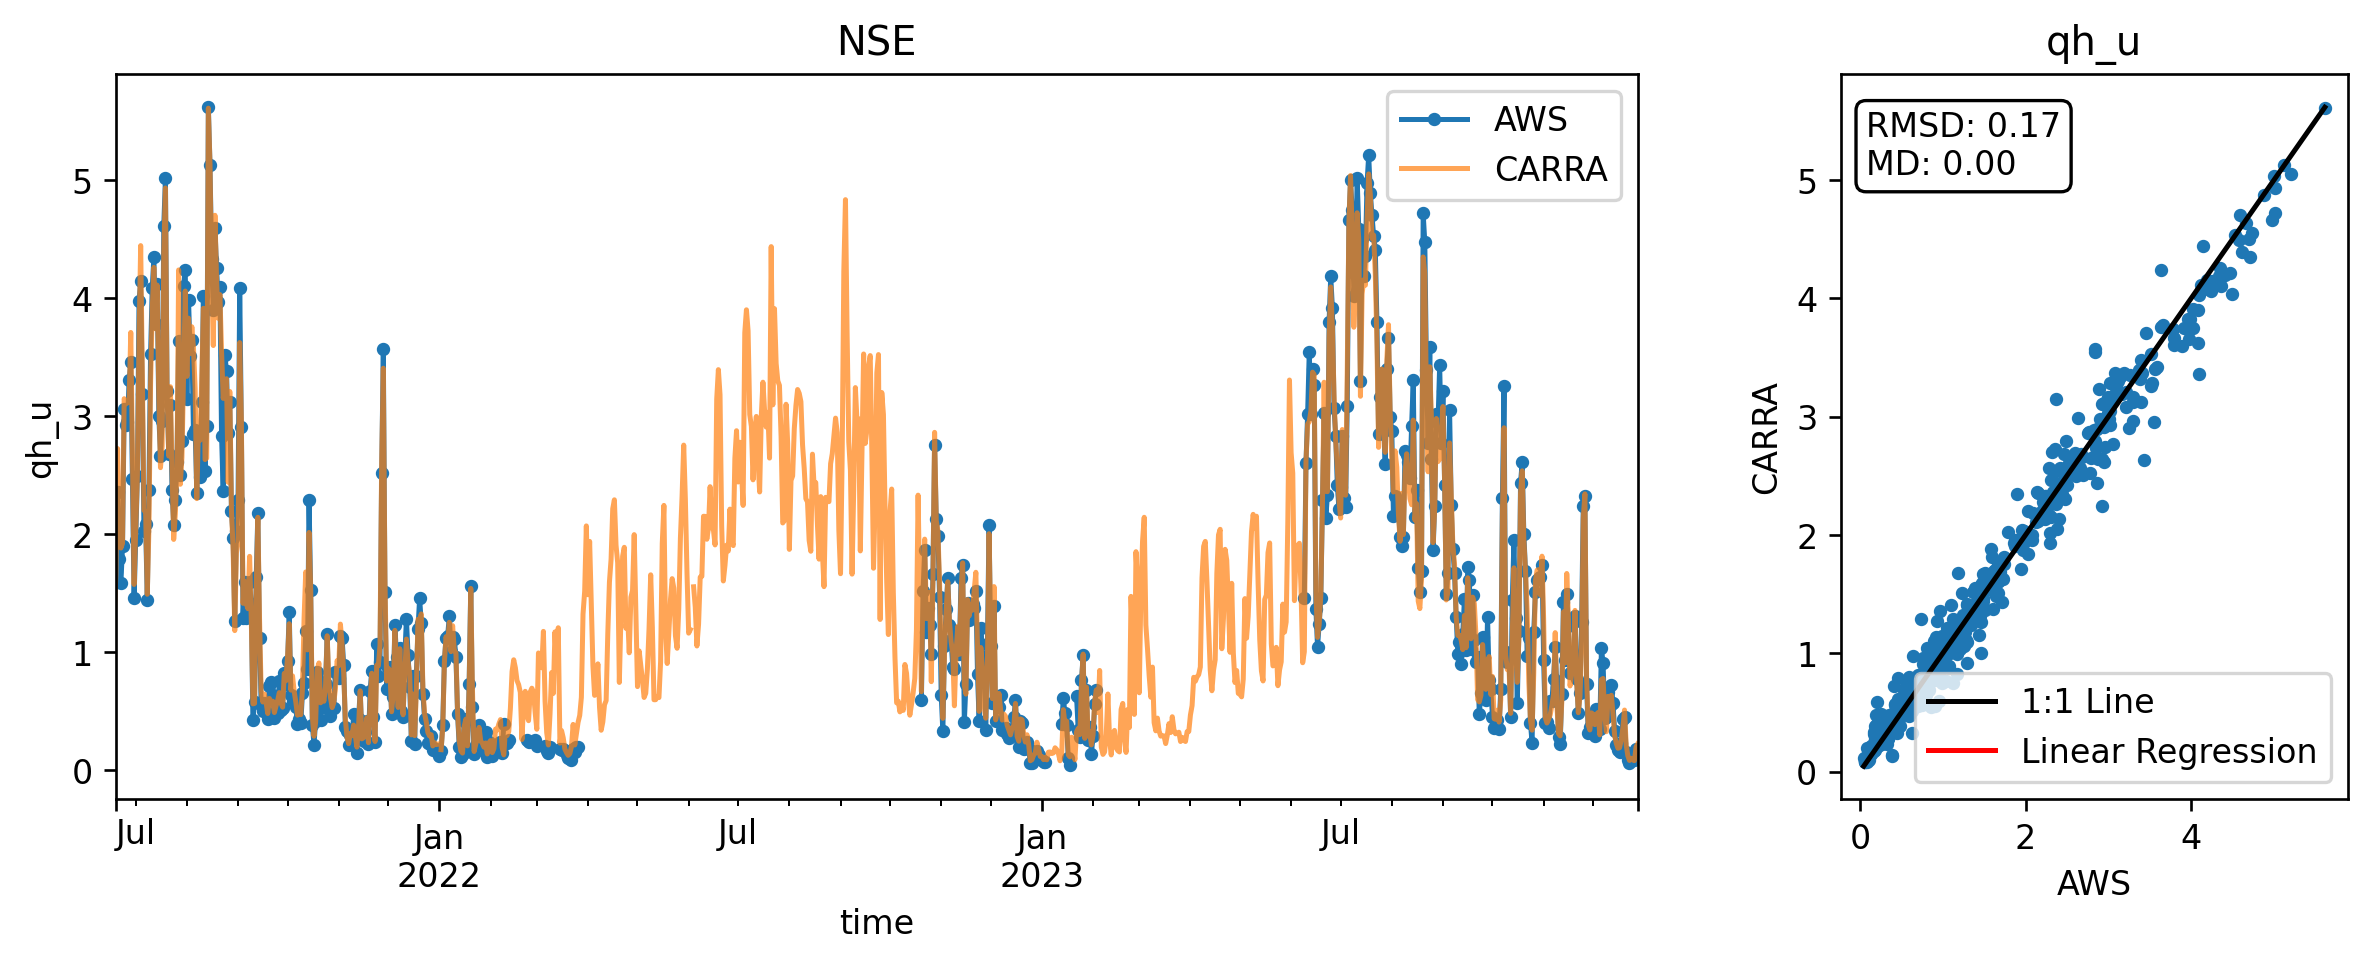 NSE
qh_u
AWS
CARRA
5
4
3
2
1
0
qh_u
Jul
Jan
2022
Jul
Jan
2023
Jul
time
RMSD: 0.17
MD: 0.00
5
4
3
2
1
0
CARRA
1:1 Line
Linear Regression
0
2
4
AWS